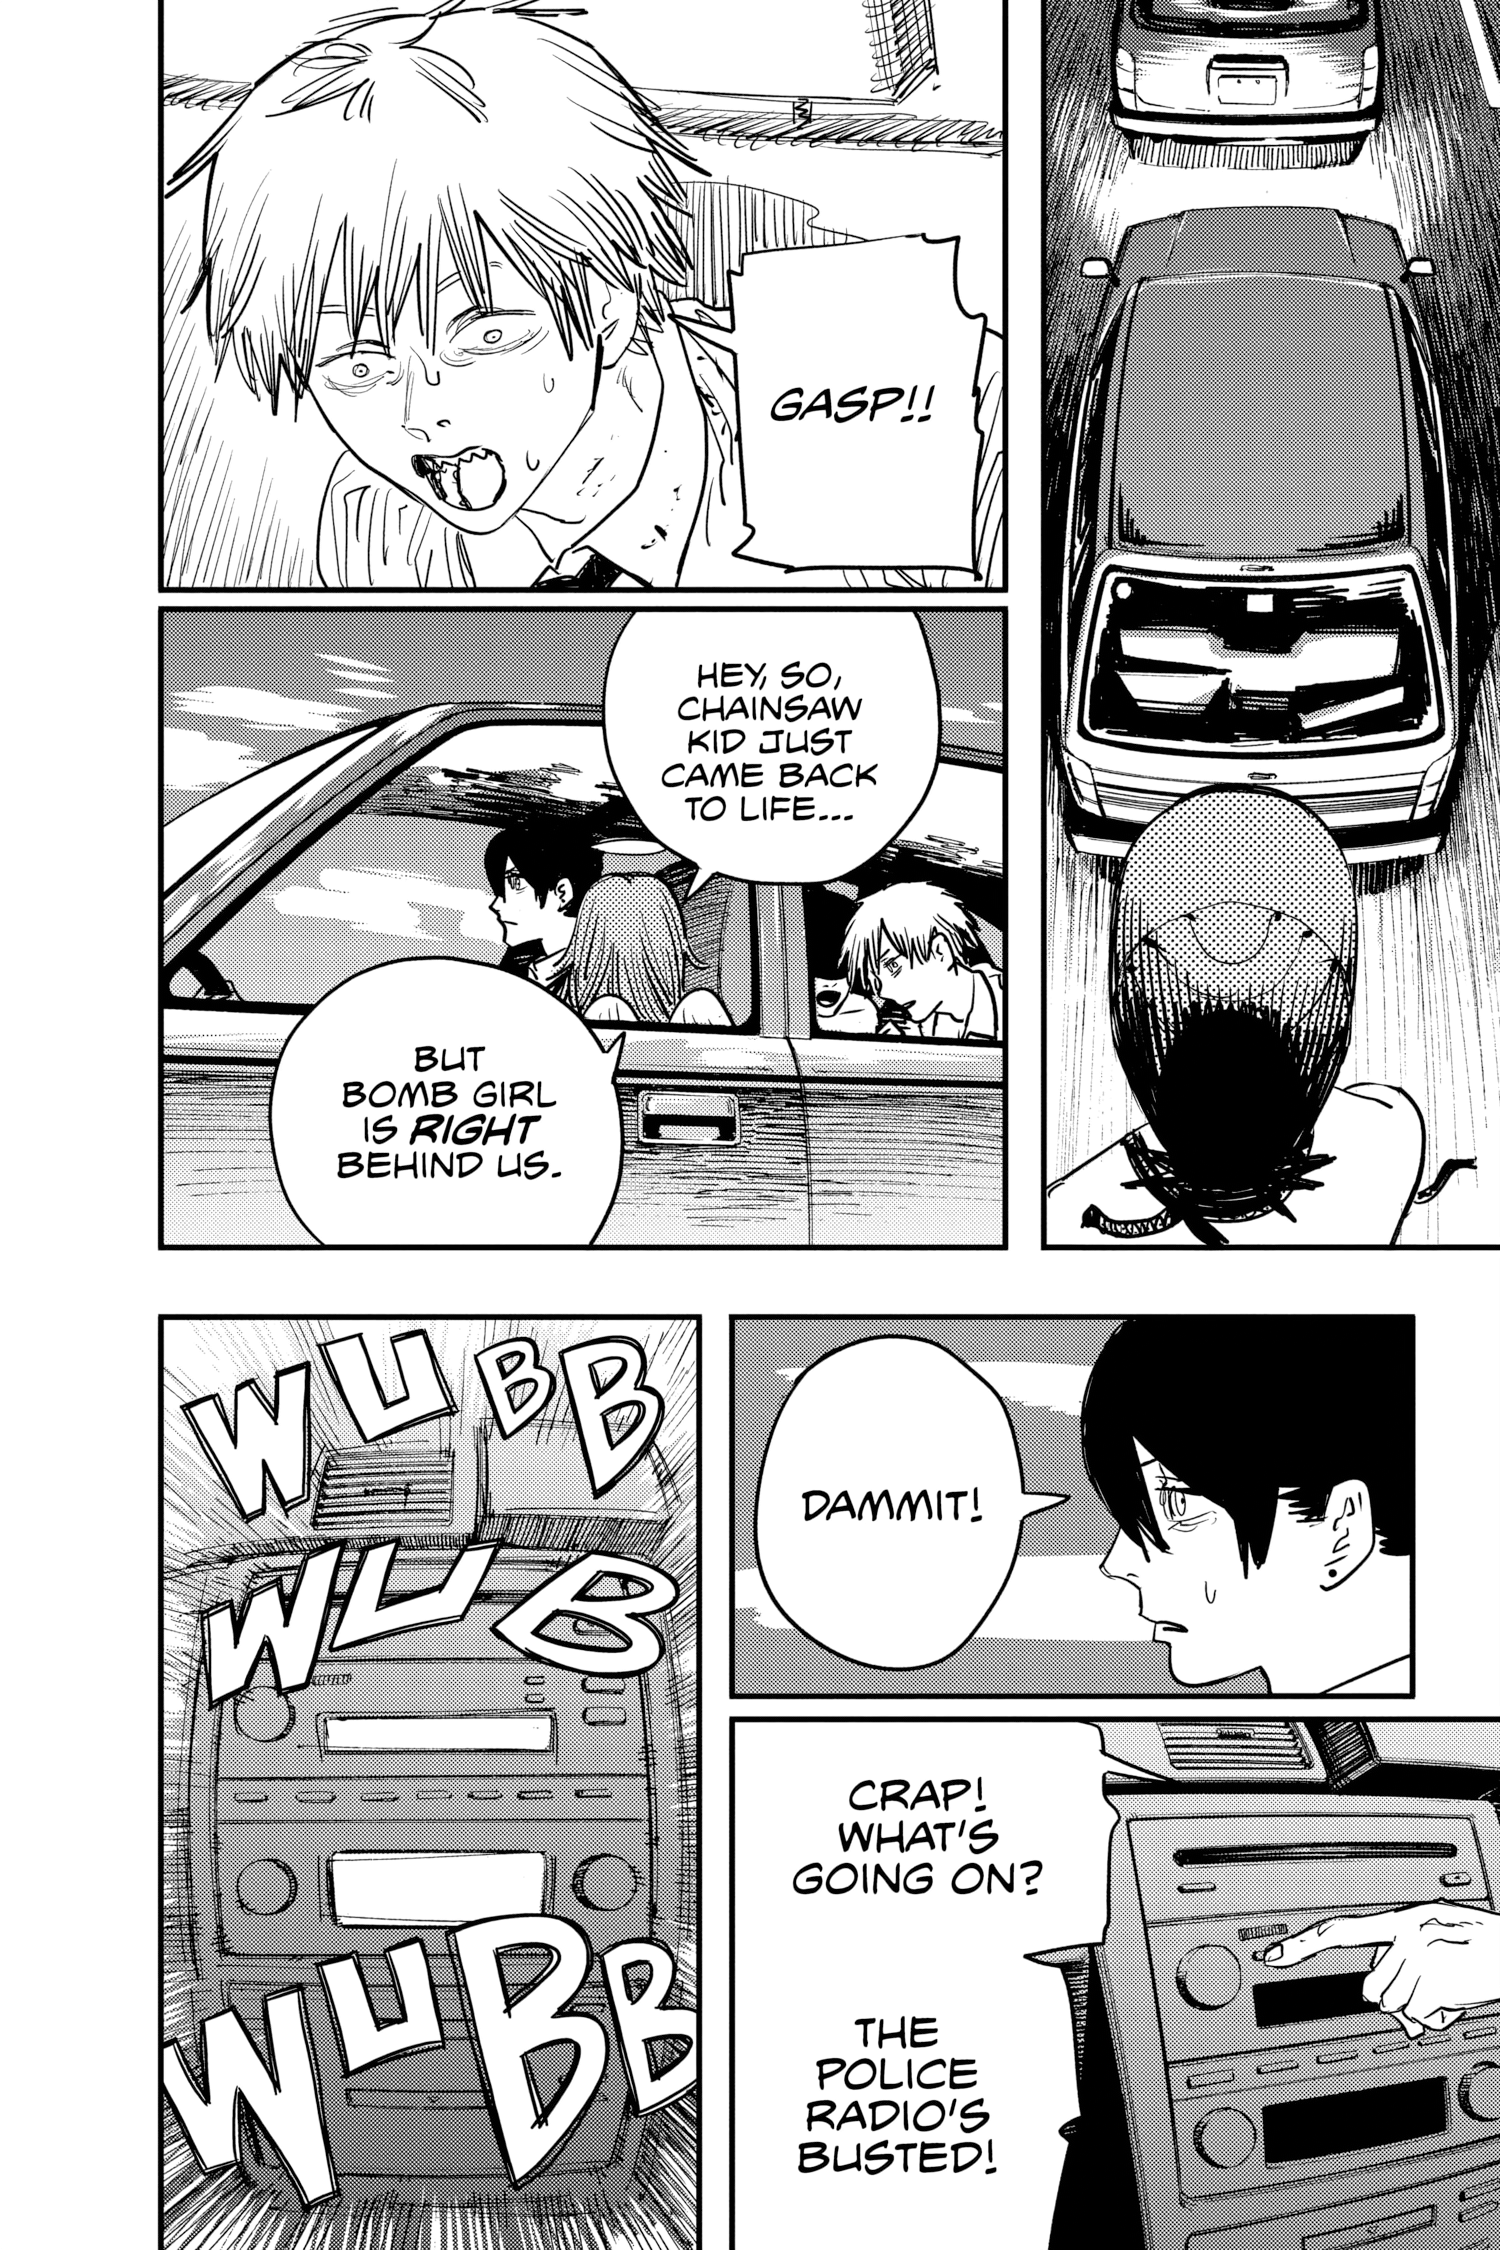 GASP!!
HEY, SO,
CHAINSAW
KID JUST
CAME BACK
TO LIFE...
BUT
BOMB GIRL
IS RIGHT
BEHIND US.
DAMMIT!
CRAP!
WHAT'S
GOING ON?
THE
POLICE
RADIO'S
BUSTED!
WUBB
WUB
WUBB